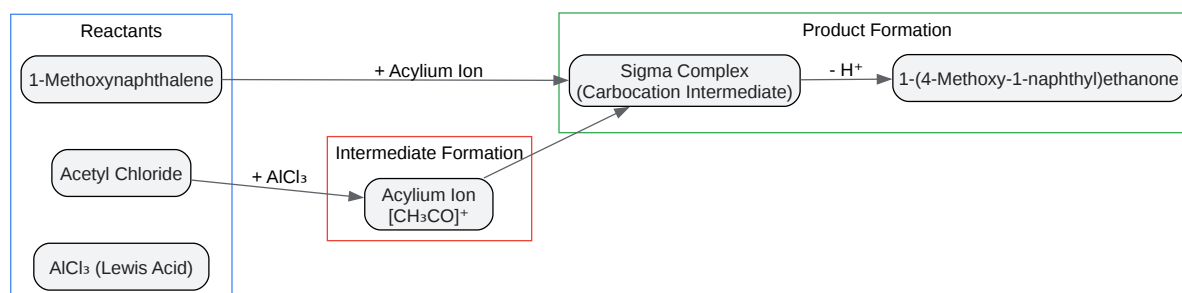 Reactants
1-Methoxynaphthalene
Acetyl Chloride
AlCl₃ (Lewis Acid)
+ Acylium Ion
+ AlCl₃
Intermediate Formation
Acylium Ion
[CH₃CO]⁺
Product Formation
Sigma Complex
(Carbocation Intermediate)
- H⁺
1-(4-Methoxy-1-naphthyl)ethanone